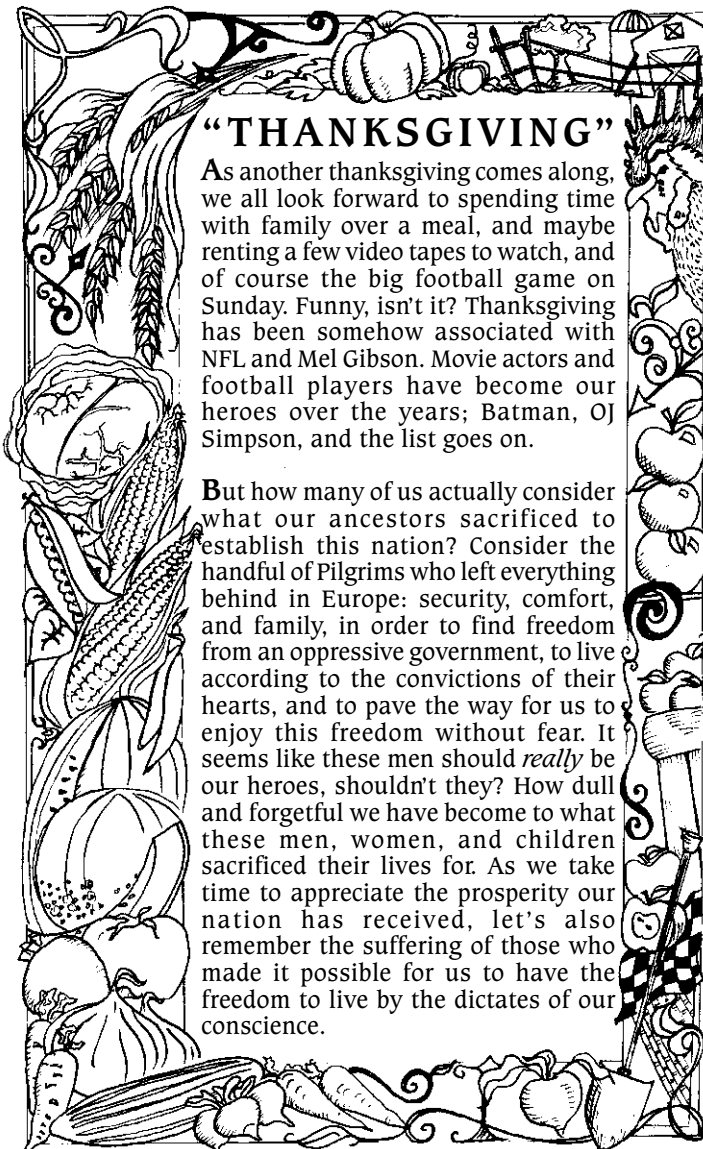 “THANKSGIVING”
As another thanksgiving comes along,
we all look forward to spending time
with family over a meal, and maybe
renting a few video tapes to watch, and
of course the big football game on
Sunday. Funny, isn't it? Thanksgiving
has been somehow associated with
NFL and Mel Gibson. Movie actors and
football players have become our
heroes over the years; Batman, OJ
Simpson, and the list goes on.
But how many of us actually consider
what our ancestors sacrificed to
establish this nation? Consider the
handful of Pilgrims who left everything
behind in Europe: security, comfort,
and family, in order to find freedom
from an oppressive government, to live
according to the convictions of their
hearts, and to pave the way for us to
enjoy this freedom without fear. It
seems like these men should really be
our heroes, shouldn't they? How dull
and forgetful we have become to what
these men, women, and children
sacrificed their lives for. As we take
time to appreciate the prosperity our
nation has received, let's also
remember the suffering of those who
made it possible for us to have the
freedom to live by the dictates of our
conscience.